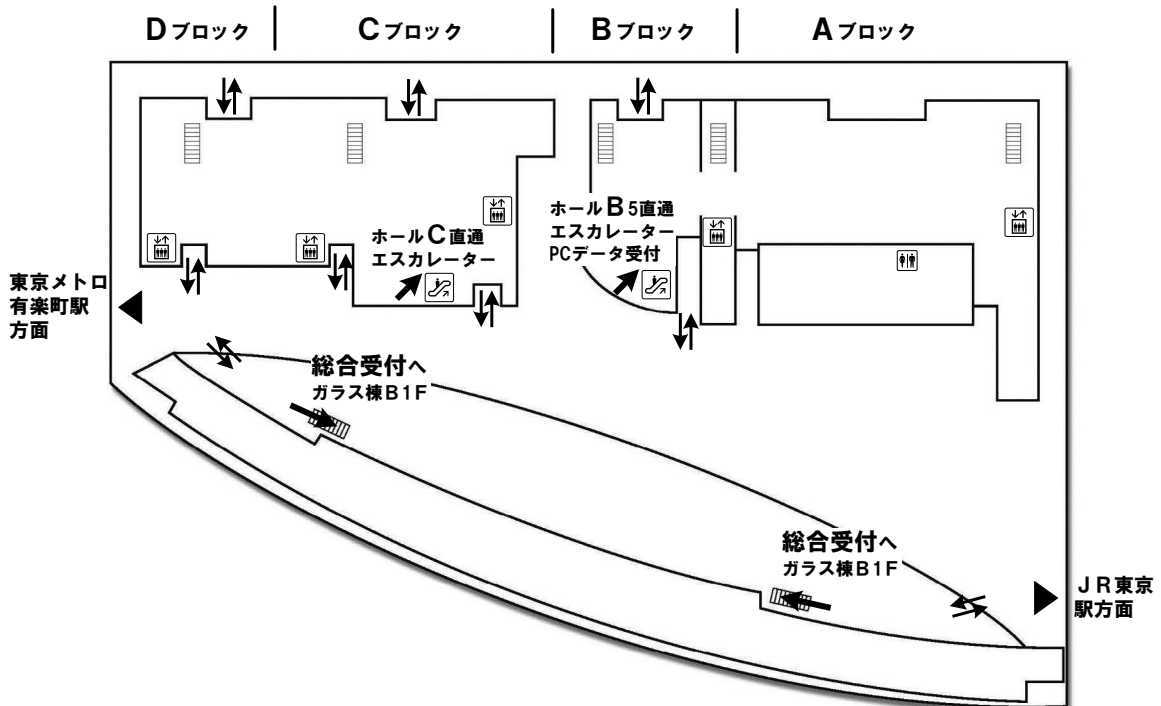 Dブロック
Cブロック
Bブロック
Aブロック
ホールC直通
エスカレーター
ホールB5直通
エスカレーター
PCデータ受付
東京メトロ
有楽町駅
方面
総合受付へ
ガラス棟B1F
総合受付へ
ガラス棟B1F
JR東京
駅方面